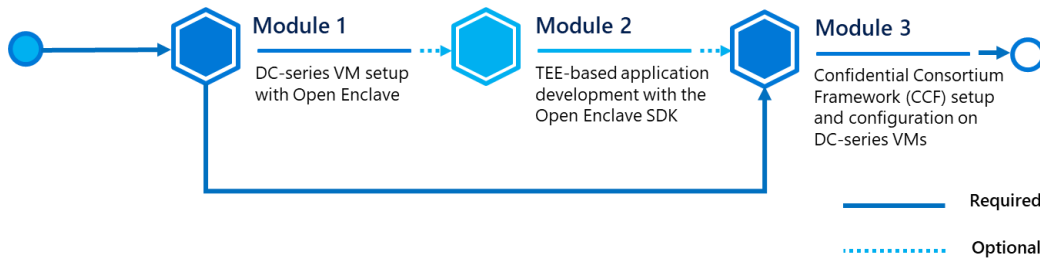 Module 1
DC-series VM setup
with Open Enclave
Module 2
TEE-based application
development with the
Open Enclave SDK
Module 3
Confidential Consortium
Framework (CCF) setup
and configuration on
DC-series VMs
Required
Optional